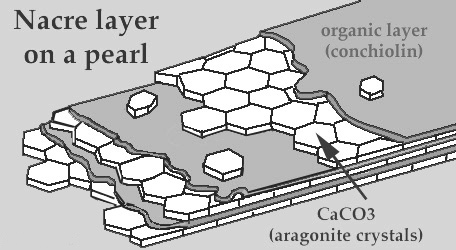 Nacre layer
on a pearl
organic layer
(conchiolin)
CaCO3
(aragonite crystals)